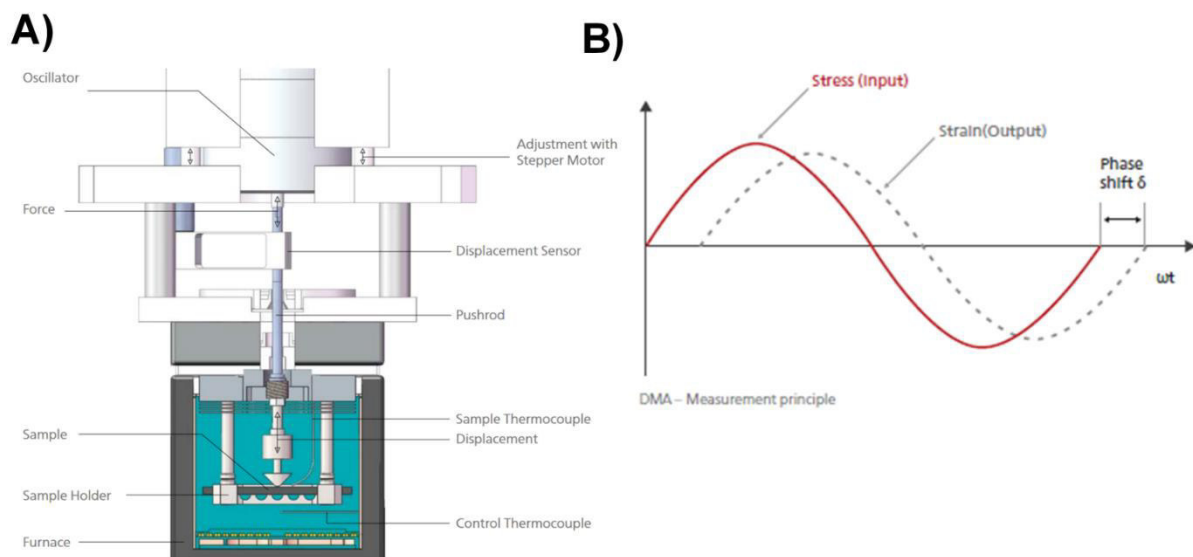 A)
Oscillator
Adjustment with
Stepper Motor
Force
Displacement Sensor
Pushrod
Sample Thermocouple
Sample
Displacement
Sample Holder
Control Thermocouple
Furnace
B)
Stress (Input)
Strain(Output)
Phase
shift δ
ωt
DMA – Measurement principle